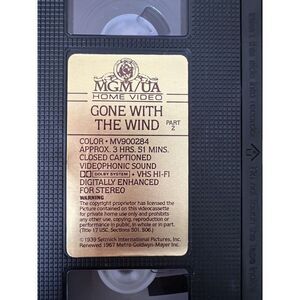 MGM/UA
HOME VIDEO
GONE WITH
THE WIND PART 2
COLOR • MV900284
APPROX. 3 HRS. 51 MINS.
CLOSED CAPTIONED
VIDEOPHONIC SOUND
DOLBY SYSTEM • VHS HI-FI
DIGITALLY ENHANCED
FOR STEREO
WARNING
The copyright proprietor has licensed the
Picture contained on this videocassette
for private home use only and prohibits
any other use, copying, reproduction or
performance in public, in whole or in part.
(Title 17 USC. Sections 501, 506.)
©1939 Selznick International Pictures, Inc.
Renewed 1967 Metro-Goldwyn-Mayer Inc.